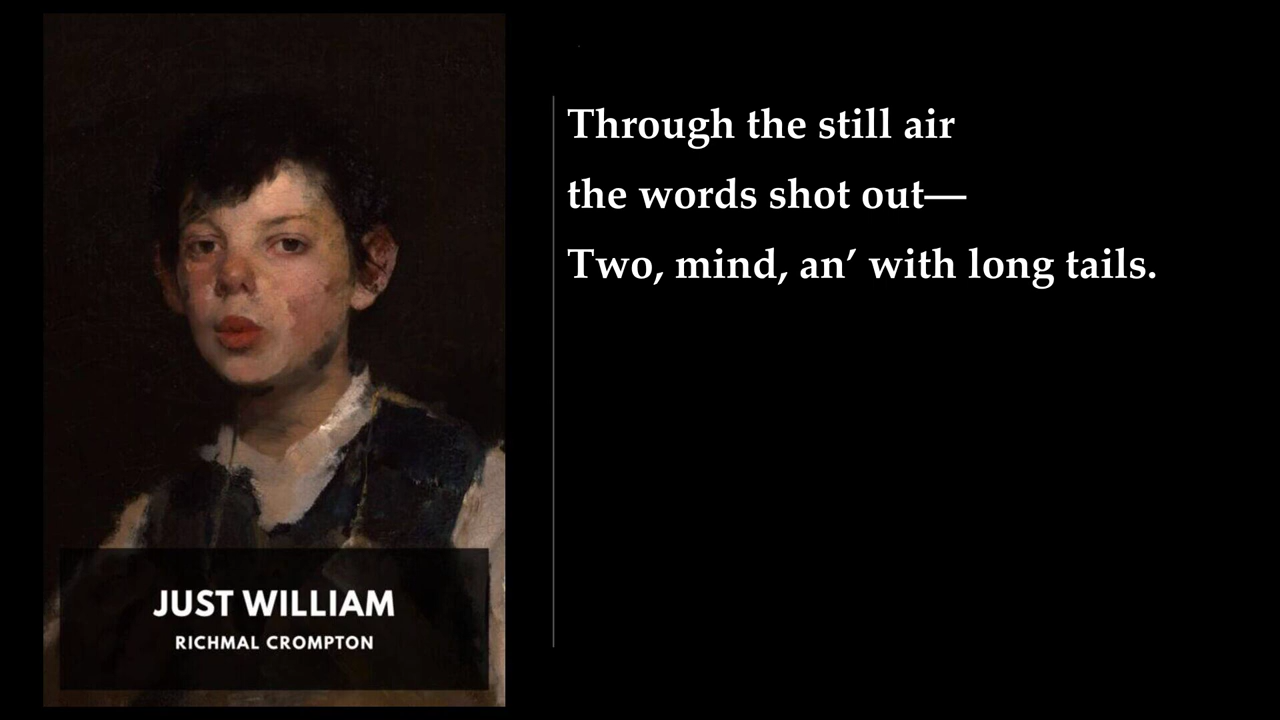 JUST WILLIAM
RICHMAL CROMPTON
Through the still air
the words shot out—
Two, mind, an’ with long tails.